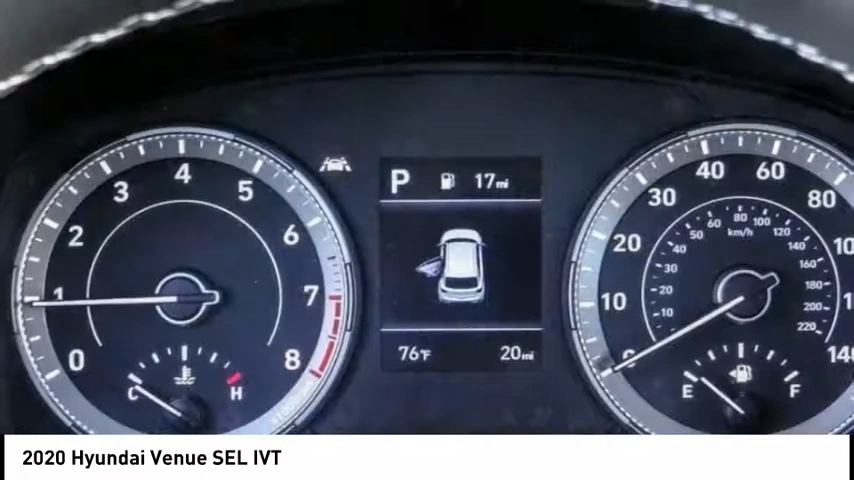 P 17mi
0 1 2 3 4 5 6 7 8
C H
76°F 20mi
0 10 20 30 40 60 80 140
10 20 30 40 50 60 80 100 120 140 160 180 200 220
km/h
E F
2020 Hyundai Venue SEL IVT